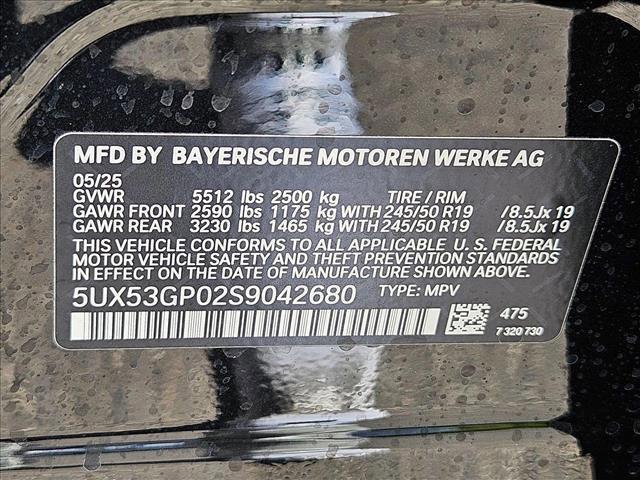 MFD BY BAYERISCHE MOTOREN WERKE AG
05/25
GVWR 5512 lbs 2500 kg TIRE / RIM
GAWR FRONT 2590 lbs 1175 kg WITH 245/50 R19 /8.5Jx 19
GAWR REAR 3230 lbs 1465 kg WITH 245/50 R19 /8.5Jx 19
THIS VEHICLE CONFORMS TO ALL APPLICABLE U. S. FEDERAL
MOTOR VEHICLE SAFETY AND THEFT PREVENTION STANDARDS
IN EFFECT ON THE DATE OF MANUFACTURE SHOWN ABOVE.
5UX53GP02S9042680 TYPE: MPV
475
7 320 730